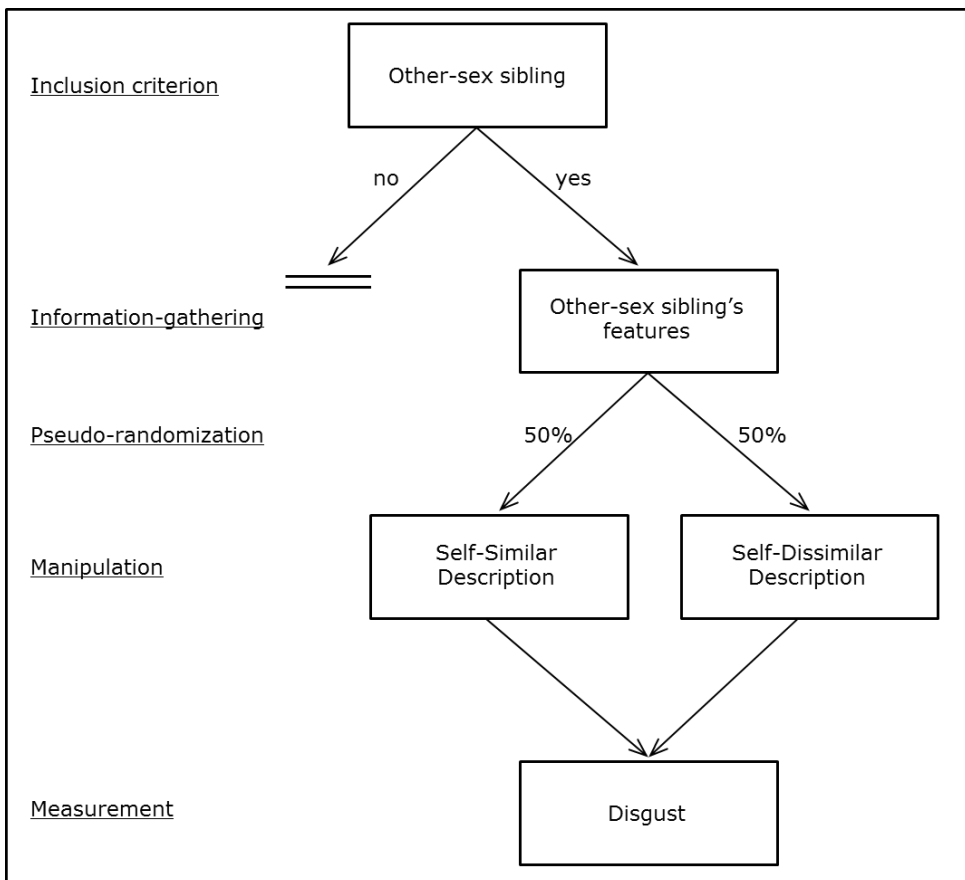 Other-sex sibling
Inclusion criterion
no
yes
Other-sex sibling’s
features
Information-gathering
Pseudo-randomization
50%
50%
Self-Similar
Description
Self-Dissimilar
Description
Manipulation
Measurement
Disgust